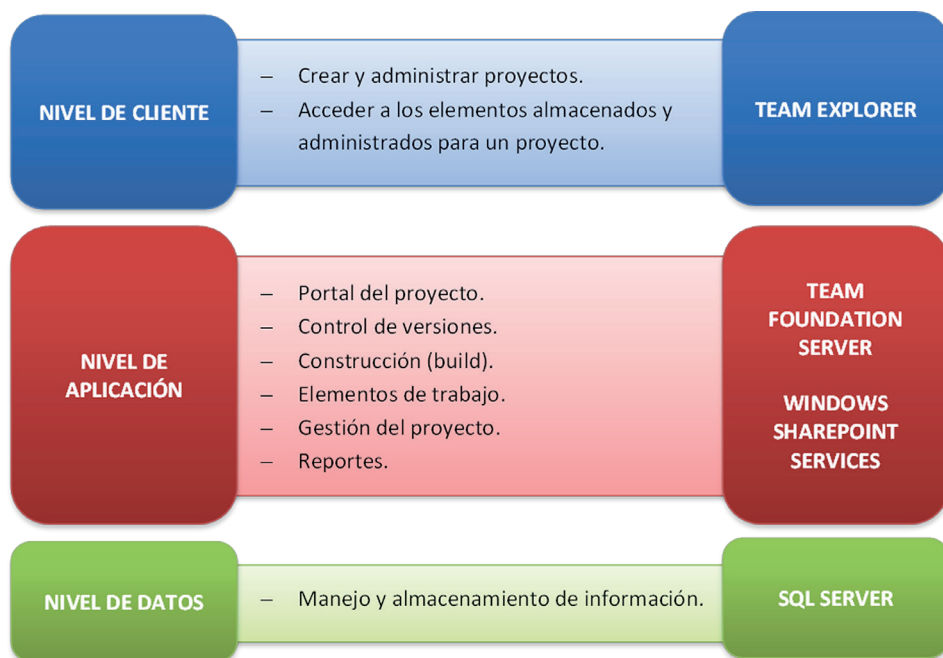 NIVEL DE CLIENTE
– Crear y administrar proyectos.
– Acceder a los elementos almacenados y
administrados para un proyecto.
TEAM EXPLORER
NIVEL DE
APLICACIÓN
– Portal del proyecto.
– Control de versiones.
– Construcción (build).
– Elementos de trabajo.
– Gestión del proyecto.
– Reportes.
TEAM
FOUNDATION
SERVER
WINDOWS
SHAREPOINT
SERVICES
NIVEL DE DATOS
– Manejo y almacenamiento de información.
SQL SERVER